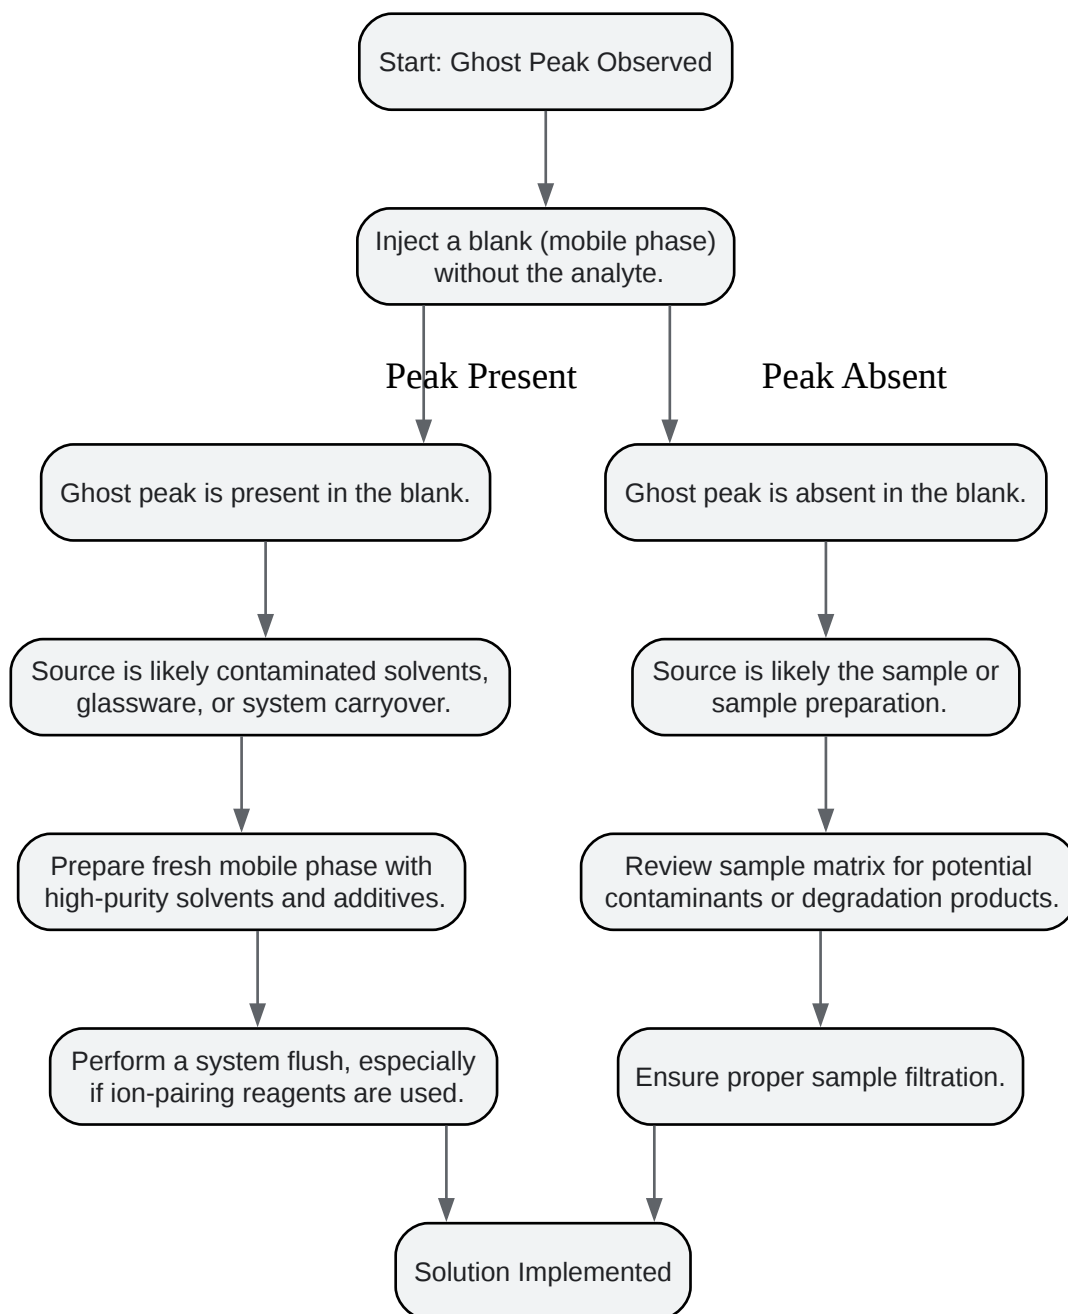 Start: Ghost Peak Observed
Inject a blank (mobile phase)
without the analyte.
Peak Present
Peak Absent
Ghost peak is present in the blank.
Ghost peak is absent in the blank.
Source is likely contaminated solvents,
glassware, or system carryover.
Source is likely the sample or
sample preparation.
Prepare fresh mobile phase with
high-purity solvents and additives.
Review sample matrix for potential
contaminants or degradation products.
Perform a system flush, especially
if ion-pairing reagents are used.
Ensure proper sample filtration.
Solution Implemented